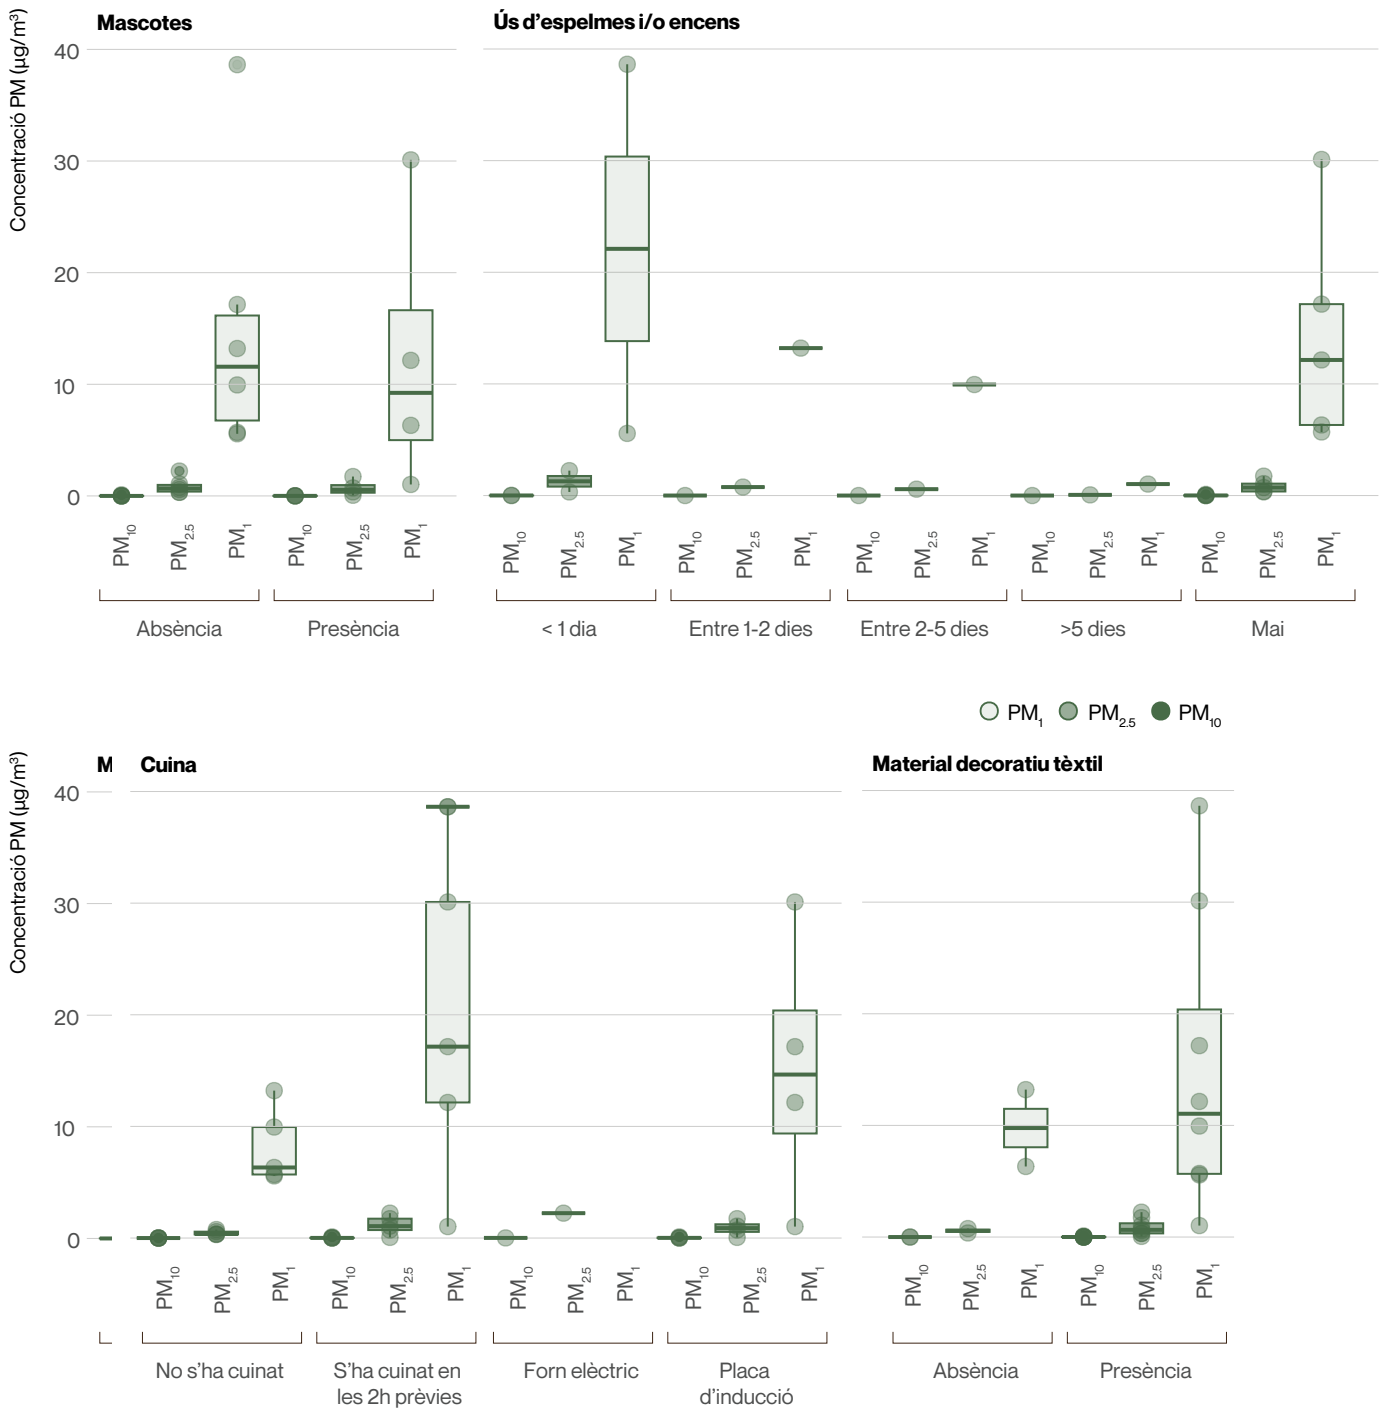 Mascotes
Ús d'espelmes i/o encens
Concentració PM (µg/m³)
40
30
20
10
0
PM₁₀ PM₂.₅ PM₁ PM₁₀ PM₂.₅ PM₁
PM₁₀ PM₂.₅ PM₁ PM₁₀ PM₂.₅ PM₁ PM₁₀ PM₂.₅ PM₁ PM₁₀ PM₂.₅ PM₁ PM₁₀ PM₂.₅ PM₁
Absència Presència
< 1 dia Entre 1-2 dies Entre 2-5 dies >5 dies Mai
PM₁ PM₂.₅ PM₁₀
M
Cuina
Material decoratiu tèxtil
Concentració PM (µg/m³)
40
30
20
10
0
PM₁₀ PM₂.₅ PM₁ PM₁₀ PM₂.₅ PM₁ PM₁₀ PM₂.₅ PM₁ PM₁₀ PM₂.₅ PM₁
PM₁₀ PM₂.₅ PM₁ PM₁₀ PM₂.₅ PM₁
No s'ha cuinat
S'ha cuinat en
les 2h prèvies
Forn elèctric
Placa
d'inducció
Absència Presència